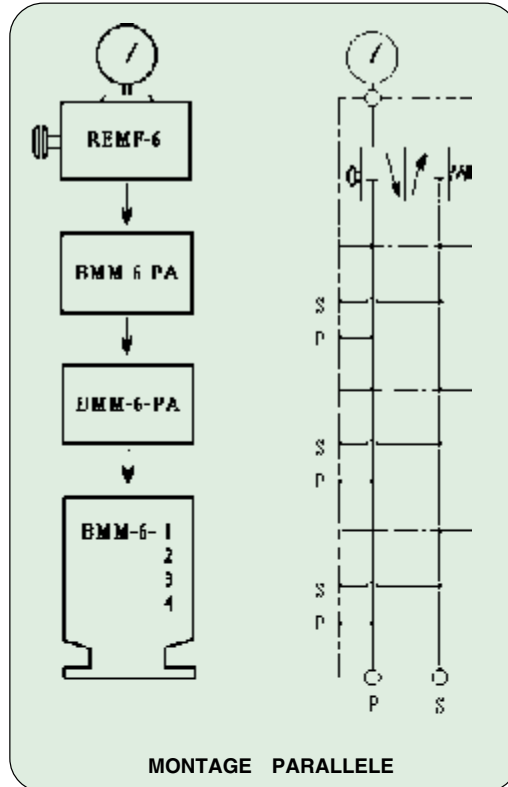 REMF-6
BMM 6 PA
BMM-6-PA
BMM-6- 1
2
3
4
S
P
S
P
S
P
P S
MONTAGE PARALLELE